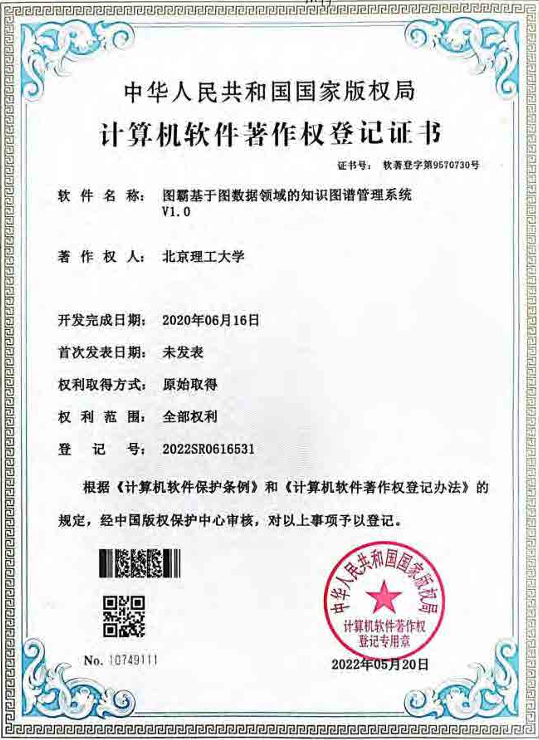 中华人民共和国国家版权局
计算机软件著作权登记证书
证书号： 软著登字第9570730号
软件名称： 图霸基于图数据领域的知识图谱管理系统
V1.0
著作权人： 北京理工大学
开发完成日期： 2020年06月16日
首次发表日期： 未发表
权利取得方式： 原始取得
权利范围： 全部权利
登记号： 2022SR0616531
根据《计算机软件保护条例》和《计算机软件著作权登记办法》的
规定，经中国版权保护中心审核，对以上事项予以登记。
中华人民共和国国家版权局
计算机软件著作权
登记专用章
No. 10749111
2022年05月20日